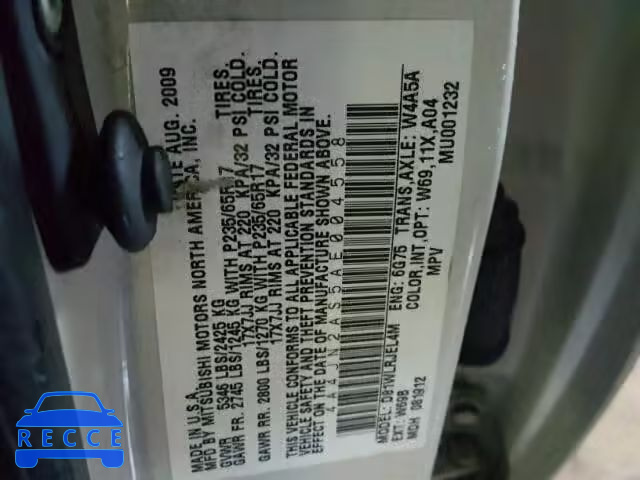 MADE IN U.S.A.
MFD BY MITSUBISHI MOTORS NORTH AMERICA, INC. DATE AUG. 2009
GVWR 5346 LBS/2425 KG
GAWR FR. 2745 LBS/1245 KG WITH P235/65R17 TIRES,
17X7JJ RIMS AT 220 KPA/32 PSI COLD.
GAWR RR. 2800 LBS/1270 KG WITH P235/65R17 TIRES,
17X7JJ RIMS AT 220 KPA/32 PSI COLD.
THIS VEHICLE CONFORMS TO ALL APPLICABLE FEDERAL MOTOR
VEHICLE SAFETY AND THEFT PREVENTION STANDARDS IN
EFFECT ON THE DATE OF MANUFACTURE SHOWN ABOVE.
4A4JN2AS5AE004558
MODEL: ENG: 6G75 TRANS,AXLE: W4A5A
EXT: W69B COLOR,INT,OPT: W69,11X,A04
MDH 081912 MPV MU001232